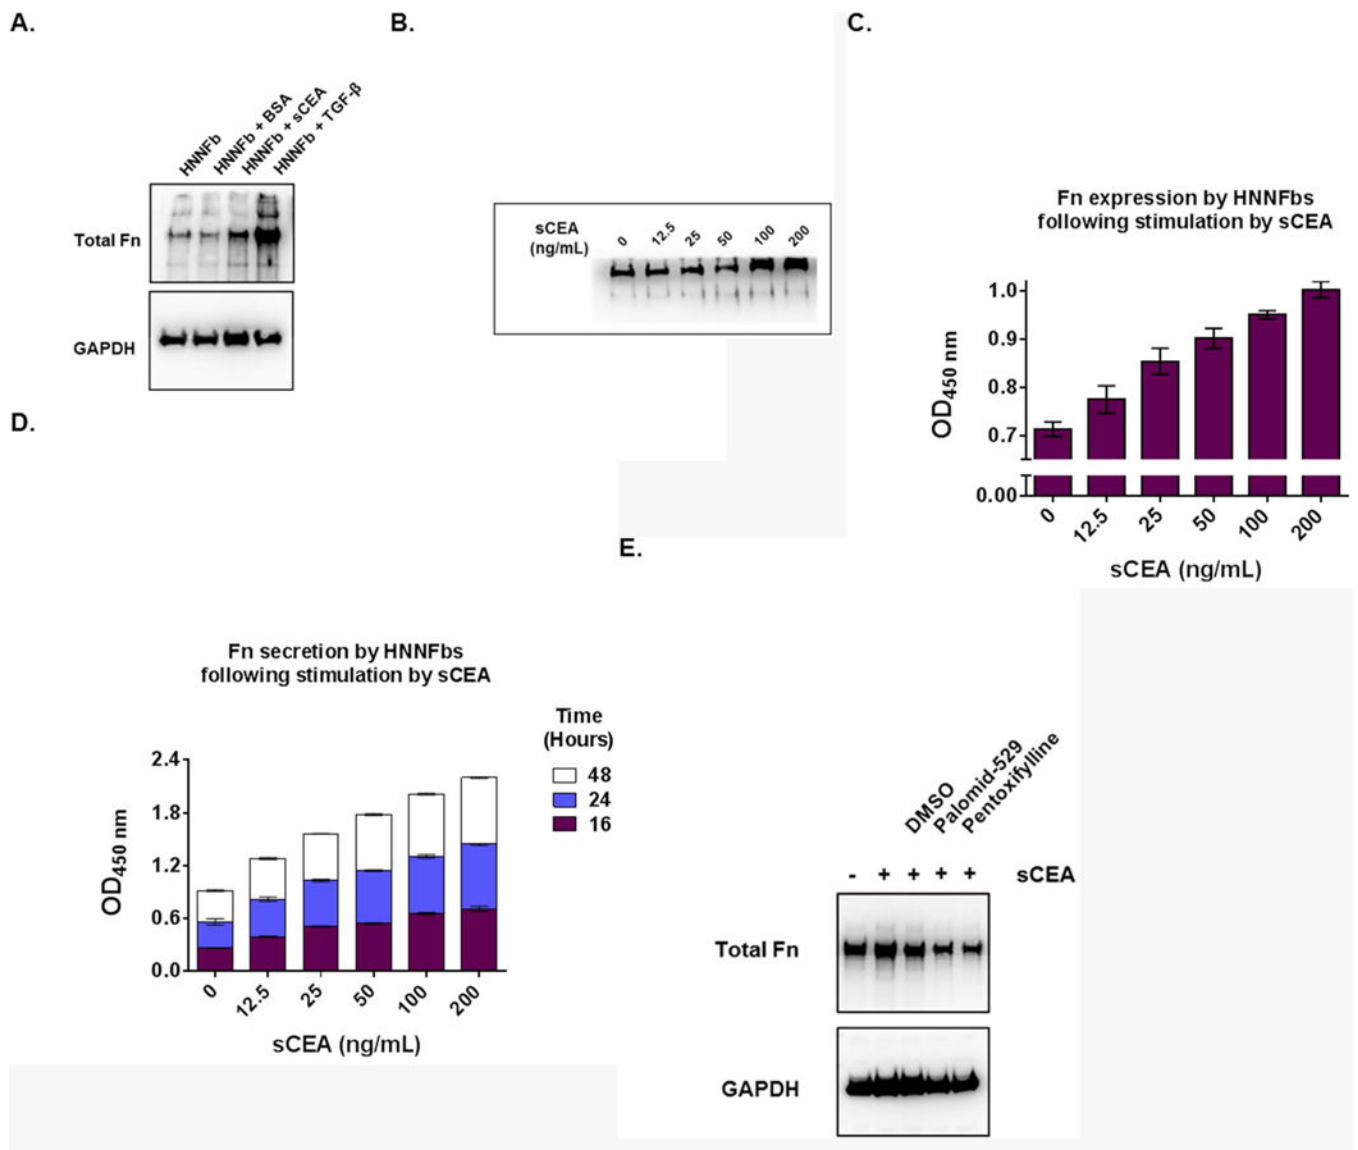 A.
HNNFb
HNNFb + BSA
HNNFb + sCEA
HNNFb + TGF-β
Total Fn
GAPDH
B.
sCEA
(ng/mL)
0 12.5 25 50 100 200
C.
Fn expression by HNNFbs
following stimulation by sCEA
OD450 nm
1.0
0.9
0.8
0.7
0.00
0 12.5 25 50 100 200
sCEA (ng/mL)
D.
Fn secretion by HNNFbs
following stimulation by sCEA
Time
(Hours)
48
24
16
OD450 nm
2.4
1.8
1.2
0.6
0.0
0 12.5 25 50 100 200
sCEA (ng/mL)
E.
DMSO
Palomid-529
Pentoxifylline
- + + + + sCEA
Total Fn
GAPDH